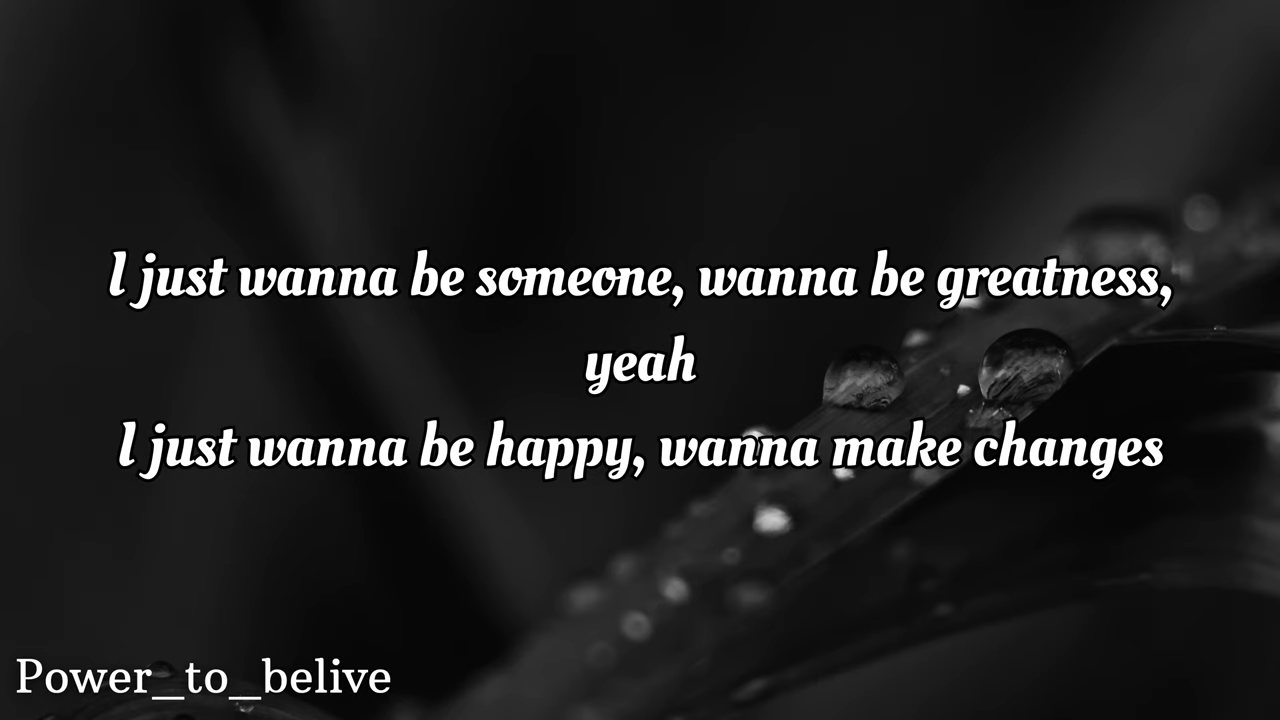 I just wanna be someone, wanna be greatness,
yeah
I just wanna be happy, wanna make changes
Power_to_belive